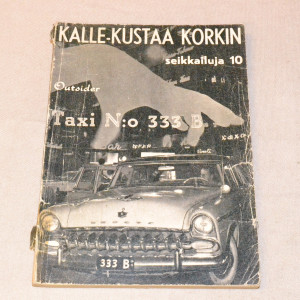 KALLE-KUSTAA KORKIN
seikkailuja 10
Outsider
Taxi N:o 333 B.
333 B